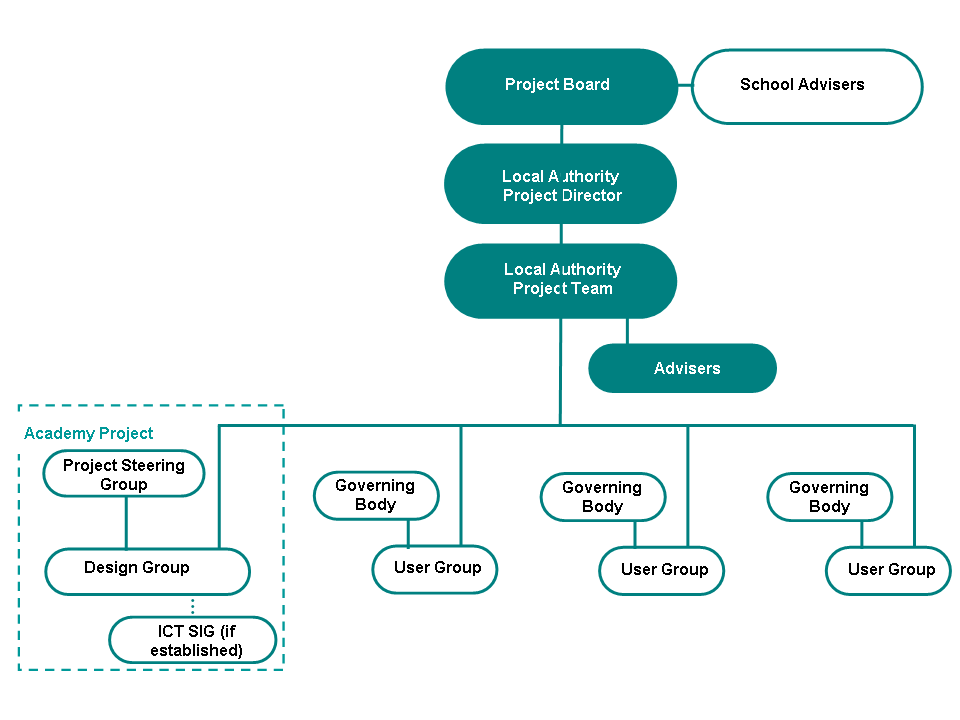 Project Board
School Advisers
Local Authority
Project Director
Local Authority
Project Team
Advisers
Academy Project
Project Steering
Group
Governing
Body
Governing
Body
Governing
Body
Design Group
User Group
User Group
User Group
ICT SIG (if
established)